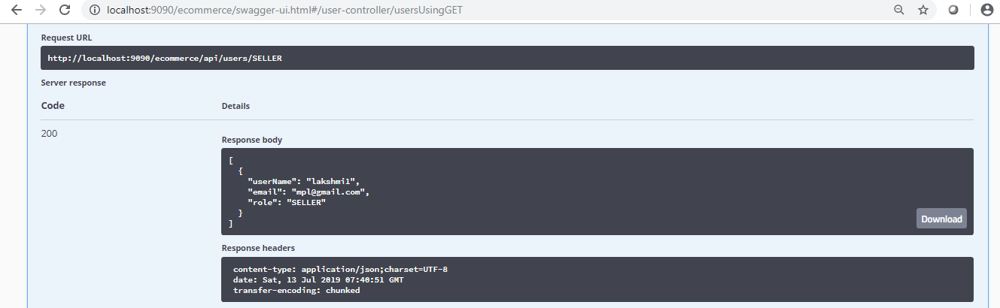 localhost:9090/ecommerce/swagger-ui.html#/user-controller/usersUsingGET
Request URL
http://localhost:9090/ecommerce/api/users/SELLER
Server response
Code Details
200
Response body
[
{
"userName": "lakshmi1",
"email": "mpl@gmail.com",
"role": "SELLER"
}
]
Download
Response headers
content-type: application/json;charset=UTF-8
date: Sat, 13 Jul 2019 07:40:51 GMT
transfer-encoding: chunked